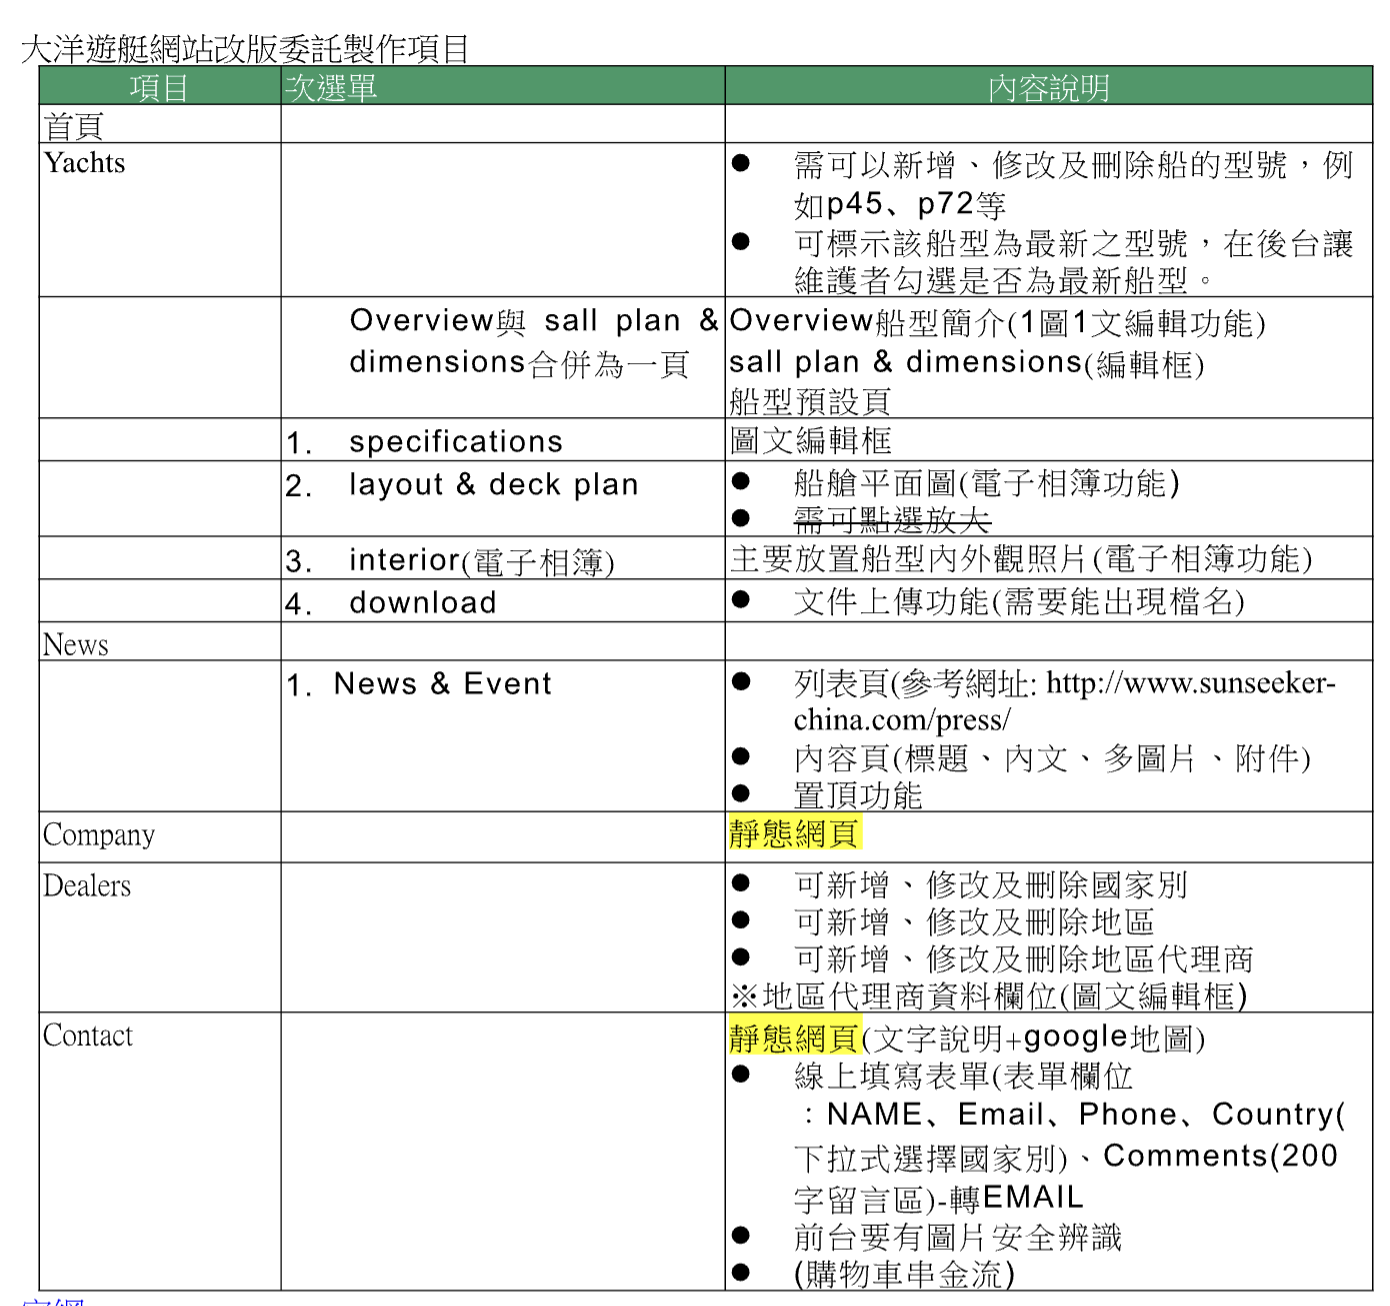 大洋遊艇網站改版委託製作項目
項目 次選單 內容說明
首頁
Yachts
● 需可以新增、修改及刪除船的型號，例
如p45、p72等
● 可標示該船型為最新之型號，在後台讓
維護者勾選是否為最新船型。
Overview與 sall plan &
dimensions合併為一頁
Overview船型簡介(1圖1文編輯功能)
sall plan & dimensions(編輯框)
船型預設頁
1. specifications
圖文編輯框
2. layout & deck plan
● 船艙平面圖(電子相簿功能)
● 需可點選放大
3. interior(電子相簿)
主要放置船型內外觀照片(電子相簿功能)
4. download
● 文件上傳功能(需要能出現檔名)
News
1. News & Event
● 列表頁(參考網址: http://www.sunseeker-
china.com/press/
● 內容頁(標題、內文、多圖片、附件)
● 置頂功能
Company
靜態網頁
Dealers
● 可新增、修改及刪除國家別
● 可新增、修改及刪除地區
● 可新增、修改及刪除地區代理商
※地區代理商資料欄位(圖文編輯框)
Contact
靜態網頁(文字說明+google地圖)
● 線上填寫表單(表單欄位
：NAME、Email、Phone、Country(
下拉式選擇國家別)、Comments(200
字留言區)-轉EMAIL
● 前台要有圖片安全辨識
● (購物車串金流)
官網